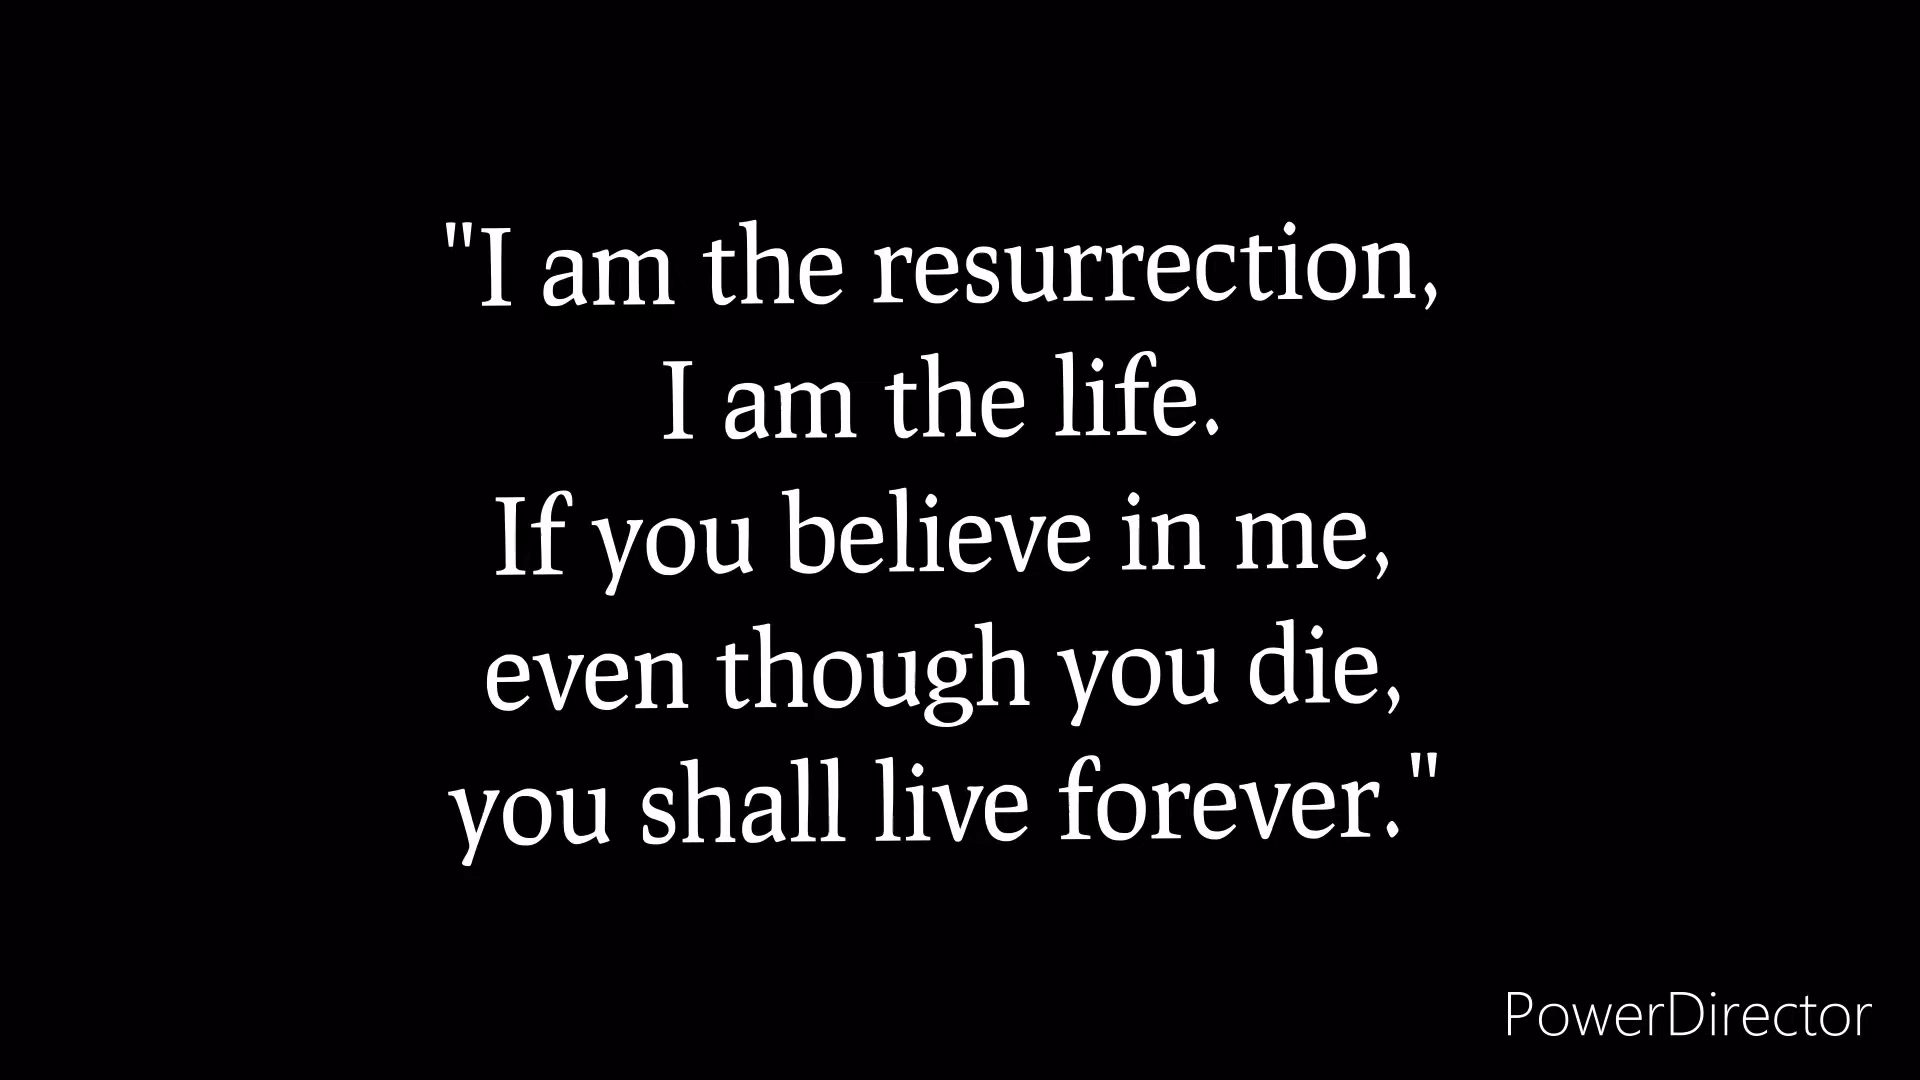 "I am the resurrection,
I am the life.
If you believe in me,
even though you die,
you shall live forever."
PowerDirector